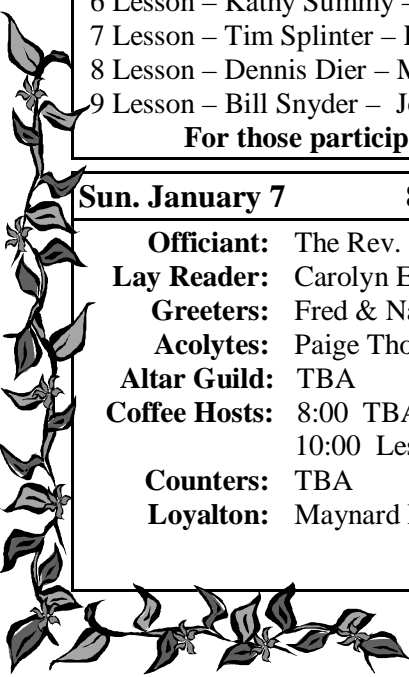 6 Lesson – Kathy Summy –
7 Lesson – Tim Splinter –
8 Lesson – Dennis Dier –
9 Lesson – Bill Snyder –
For those
Sun. January 7
Officiant: The Rev.
Lay Reader: Carolyn
Greeters: Fred &
Acolytes: Paige
Altar Guild: TBA
Coffee Hosts: 8:00 TBA
10:00
Counters: TBA
Loyalton: Maynard